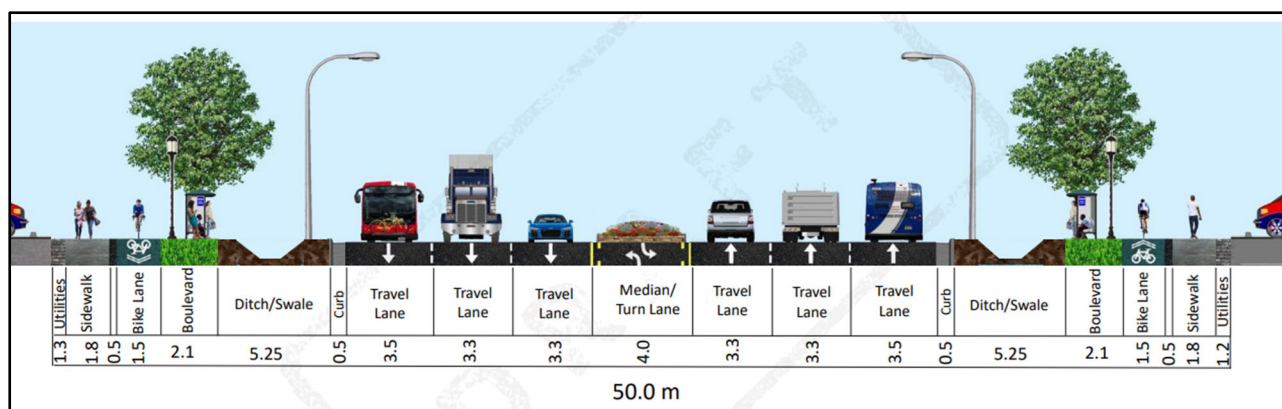 Utilities
Sidewalk
Bike Lane
Boulevard
Ditch/Swale
Curb
Travel
Lane
Travel
Lane
Travel
Lane
Median/
Turn Lane
Travel
Lane
Travel
Lane
Travel
Lane
Curb
Ditch/Swale
Boulevard
Bike Lane
Sidewalk
Utilities
1.3
1.8
0.5
1.5
2.1
5.25
0.5
3.5
3.3
3.3
4.0
3.3
3.3
3.5
0.5
5.25
2.1
1.5
0.5
1.8
1.2
50.0 m